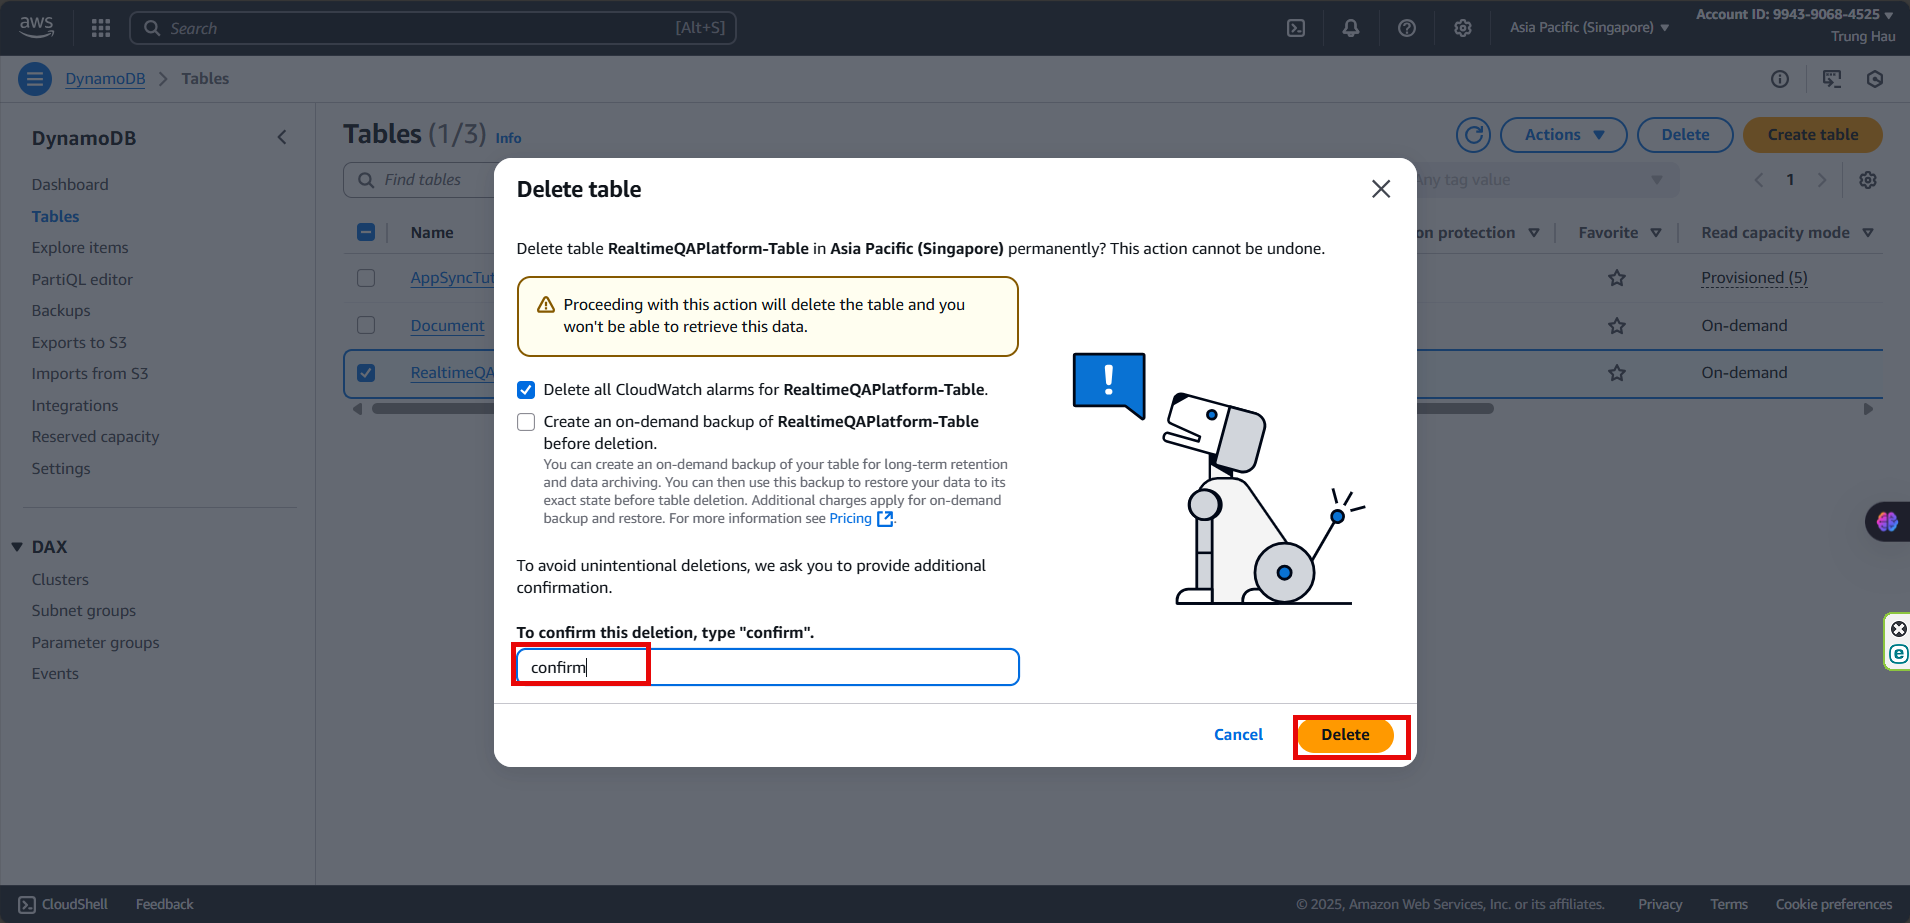 aws
Search [Alt+S]
Asia Pacific (Singapore)
Account ID: 9943-9068-4525
Trung Hau
DynamoDB
Tables
DynamoDB
Dashboard
Tables
Explore items
PartiQL editor
Backups
Exports to S3
Imports from S3
Integrations
Reserved capacity
Settings
DAX
Clusters
Subnet groups
Parameter groups
Events
Tables (1/3) Info
Actions
Delete
Create table
Find tables
Any tag value
1
Name
on protection
Favorite
Read capacity mode
AppSyncTut
Provisioned (5)
Document
On-demand
RealtimeQA
On-demand
Delete table
Delete table RealtimeQAPlatform-Table in Asia Pacific (Singapore) permanently? This action cannot be undone.
Proceeding with this action will delete the table and you
won't be able to retrieve this data.
Delete all CloudWatch alarms for RealtimeQAPlatform-Table.
Create an on-demand backup of RealtimeQAPlatform-Table
before deletion.
You can create an on-demand backup of your table for long-term retention
and data archiving. You can then use this backup to restore your data to its
exact state before table deletion. Additional charges apply for on-demand
backup and restore. For more information see Pricing.
!
To avoid unintentional deletions, we ask you to provide additional
confirmation.
To confirm this deletion, type "confirm".
confirm
Cancel
Delete
e
CloudShell
Feedback
© 2025, Amazon Web Services, Inc. or its affiliates.
Privacy
Terms
Cookie preferences